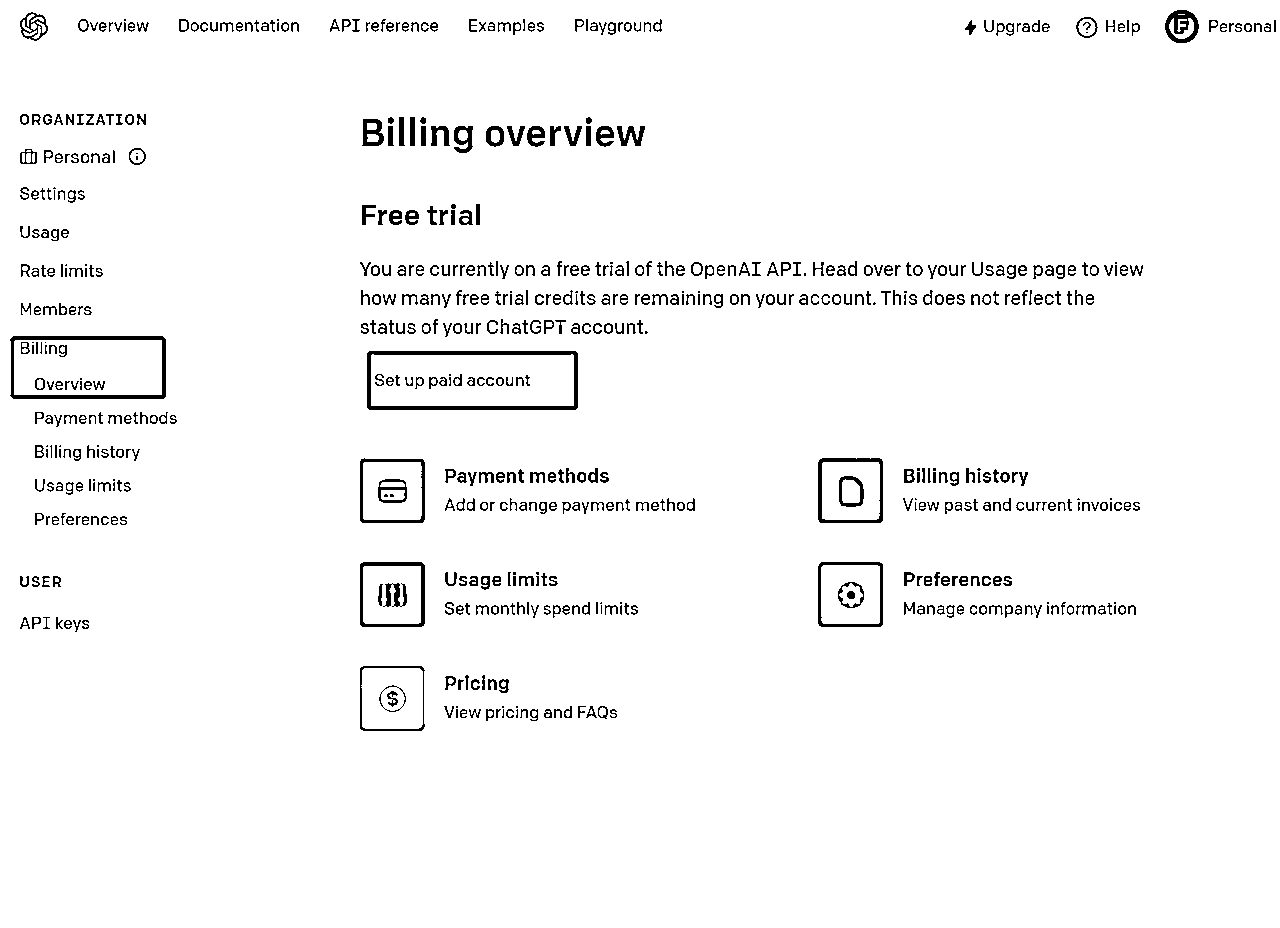 Overview Documentation API reference Examples Playground Upgrade Help Personal
ORGANIZATION
Personal
Settings
Usage
Rate limits
Members
Billing
Overview
Payment methods
Billing history
Usage limits
Preferences
USER
API keys
Billing overview
Free trial
You are currently on a free trial of the OpenAI API. Head over to your Usage page to view
how many free trial credits are remaining on your account. This does not reflect the
status of your ChatGPT account.
Set up paid account
Payment methods
Add or change payment method
Billing history
View past and current invoices
Usage limits
Set monthly spend limits
Preferences
Manage company information
Pricing
View pricing and FAQs